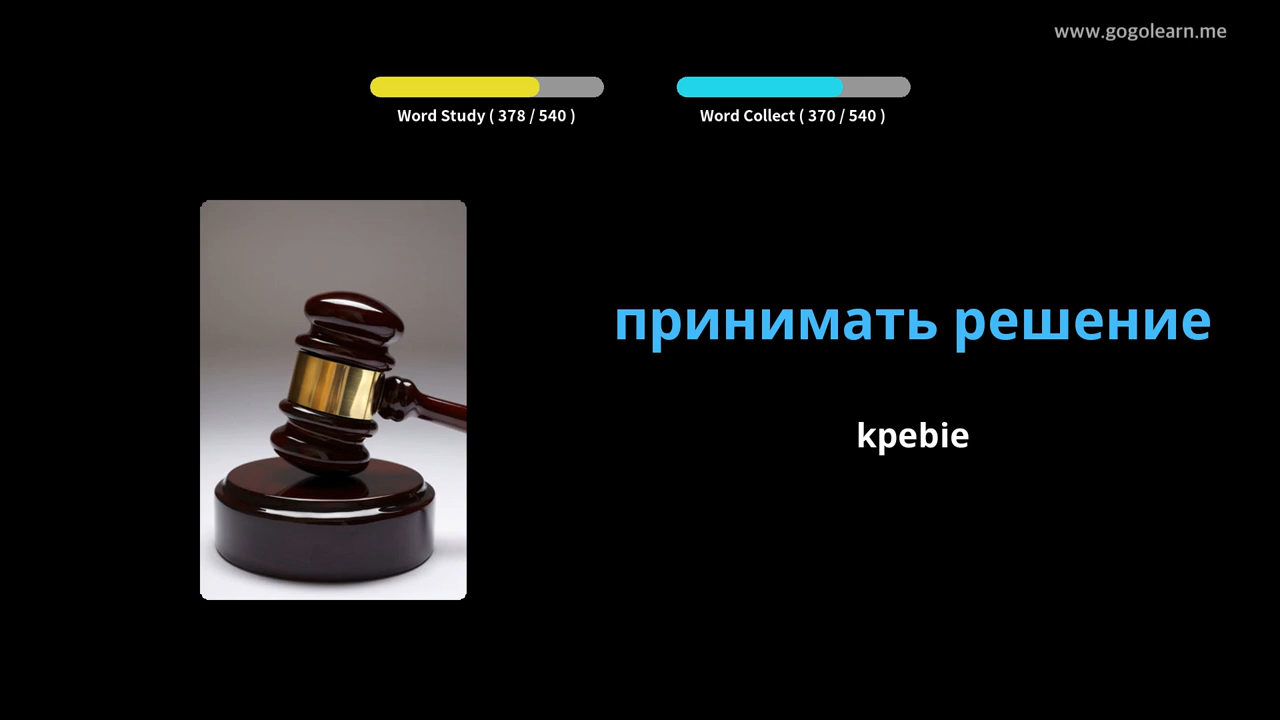 www.gogolearn.me
Word Study ( 378 / 540 )
Word Collect ( 370 / 540 )
принимать решение
kpebie